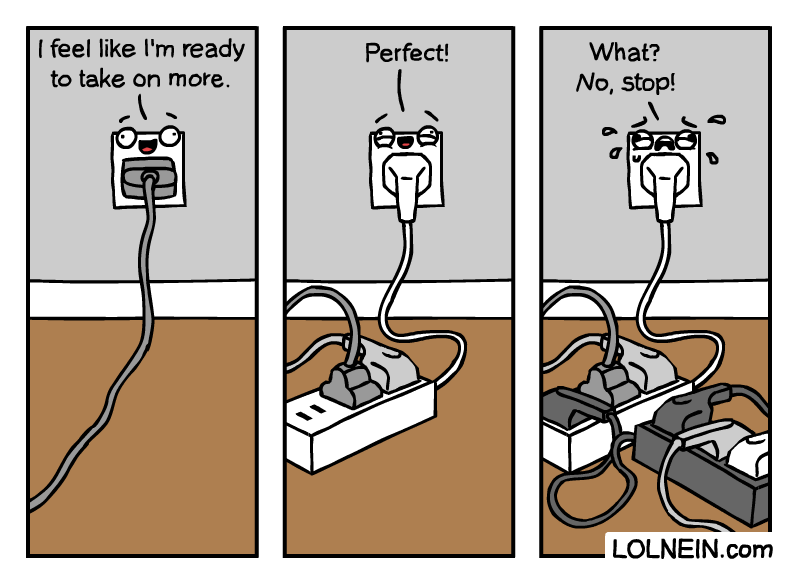 I feel like I'm ready
to take on more.
Perfect!
What?
No, stop!
LOLNEIN.com